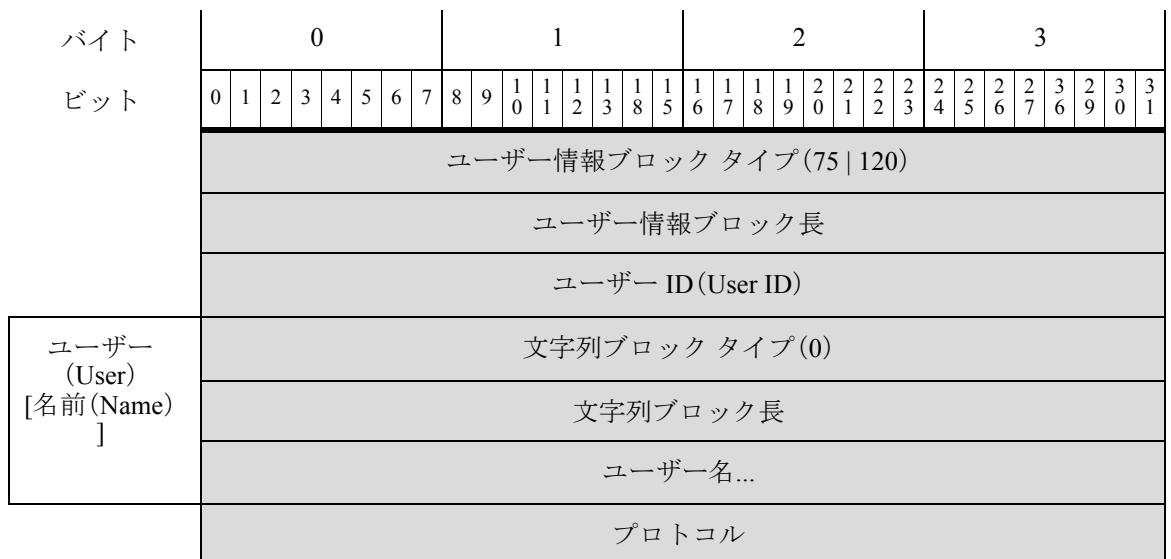 バイト 0 1 2 3
ビット 0 1 2 3 4 5 6 7 8 9 10 11 12 13 18 15 16 17 18 19 20 21 22 23 24 25 26 27 36 29 30 31
ユーザー情報ブロック タイプ(75 | 120)
ユーザー情報ブロック長
ユーザー ID(User ID)
ユーザー
(User)
[名前(Name)
]
文字列ブロック タイプ(0)
文字列ブロック長
ユーザー名...
プロトコル